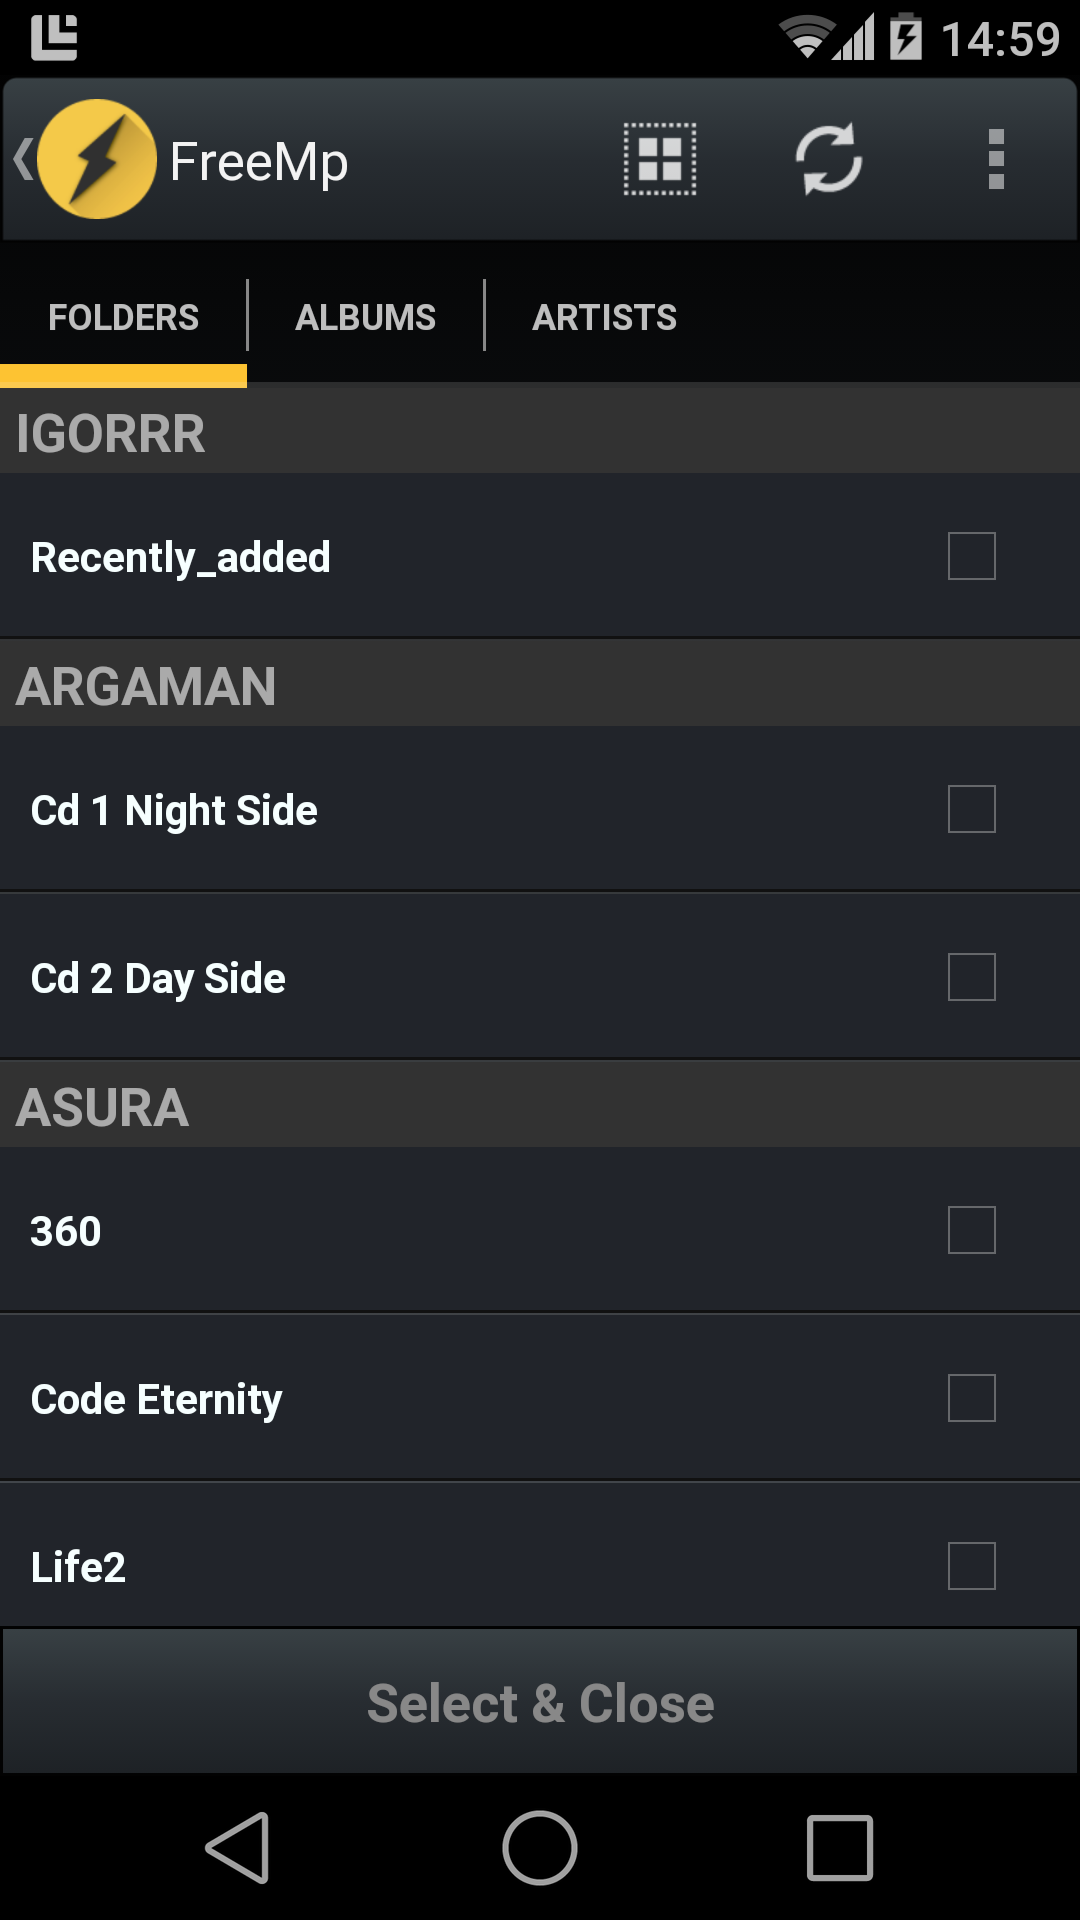 14:59
FreeMp
FOLDERS ALBUMS ARTISTS
IGORRR
Recently_added
ARGAMAN
Cd 1 Night Side
Cd 2 Day Side
ASURA
360
Code Eternity
Life2
Select & Close